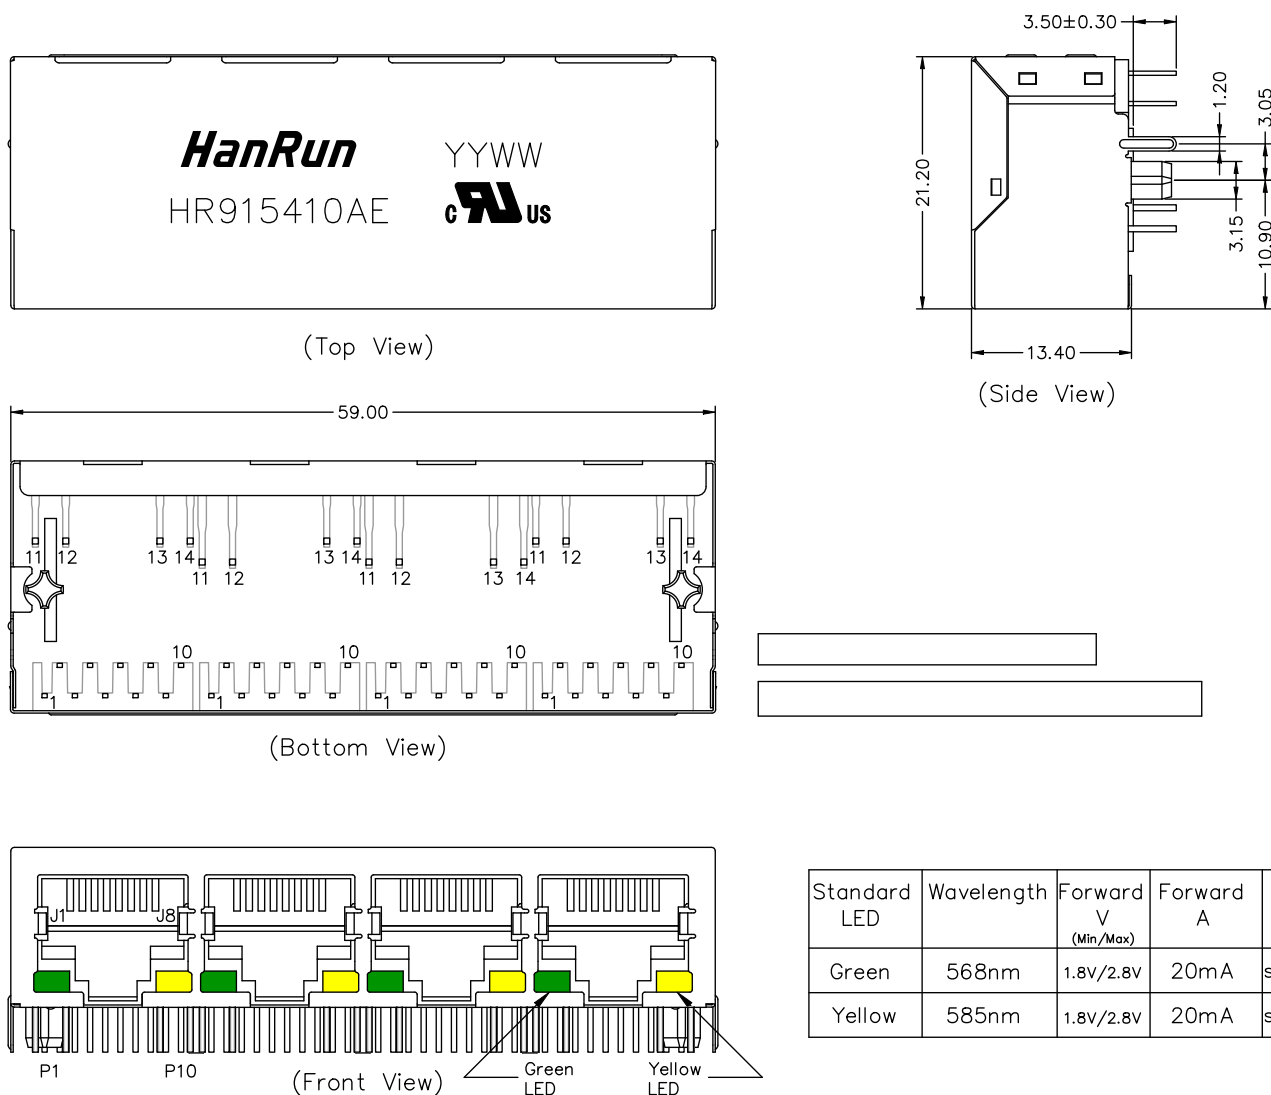 3.50±0.30
1.20
3.05
HanRun
YYWW
HR915410AE
c US
21.20
3.15
10.90
(Top View)
13.40
(Side View)
59.00
11 12 13 14 13 14 11 12 13 14
11 12 11 12 13 14
10 10 10 10
1 1 1 1
(Bottom View)
J1 J8
Standard LED Wavelength Forward V (Min/Max) Forward A
Green 568nm 1.8V/2.8V 20mA
Yellow 585nm 1.8V/2.8V 20mA
P1 P10
(Front View)
Green LED
Yellow LED